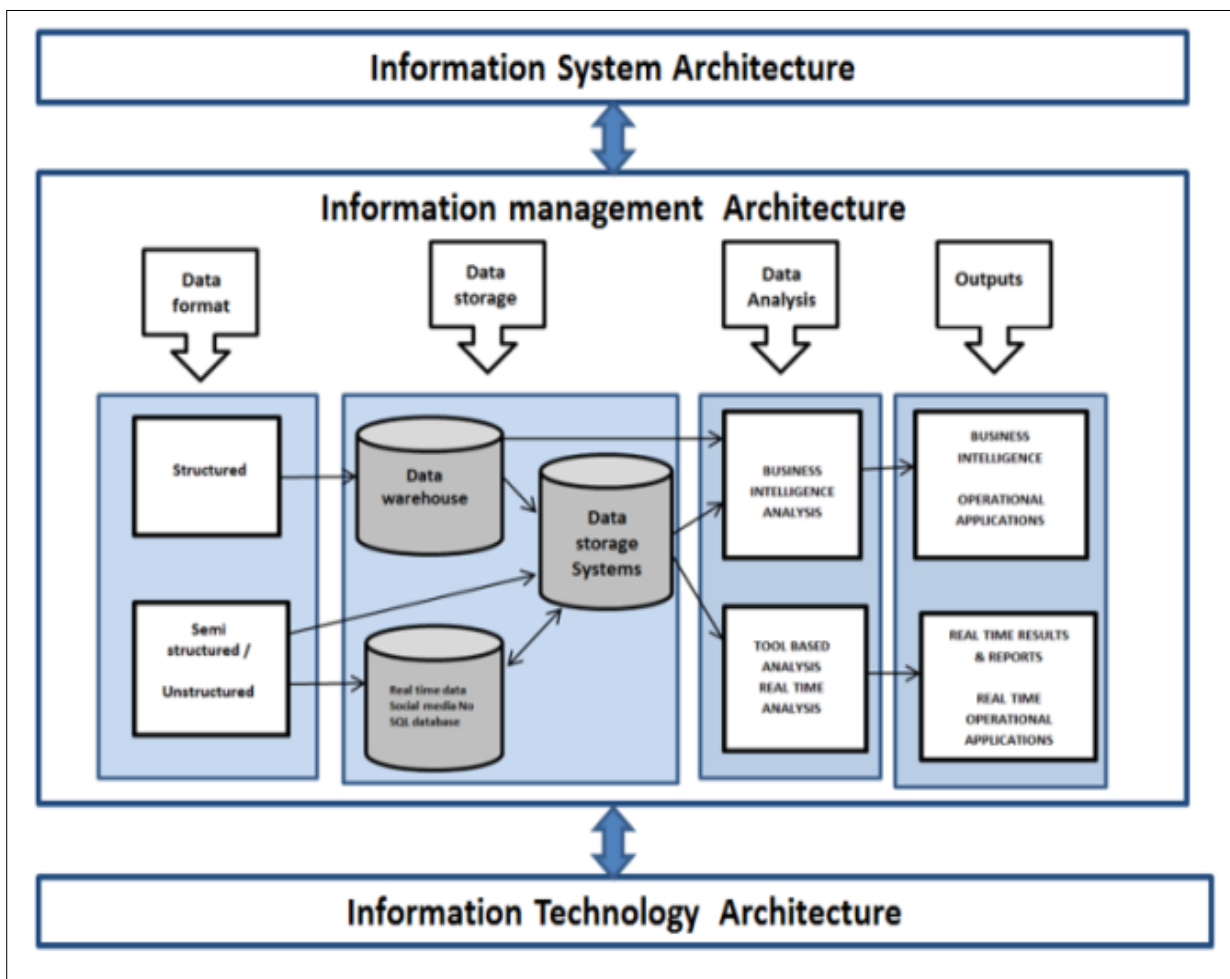 Information System Architecture
Information management Architecture
Data
format
Data
storage
Data
Analysis
Outputs
Structured
Data
warehouse
Data
storage
Systems
BUSINESS
INTELLIGENCE
ANALYSIS
BUSINESS
INTELLIGENCE
OPERATIONAL
APPLICATIONS
Semi
structured /
Unstructured
Real time data
Social media No
SQL database
TOOL BASED
ANALYSIS
REAL TIME
ANALYSIS
REAL TIME RESULTS
& REPORTS
REAL TIME
OPERATIONAL
APPLICATIONS
Information Technology Architecture